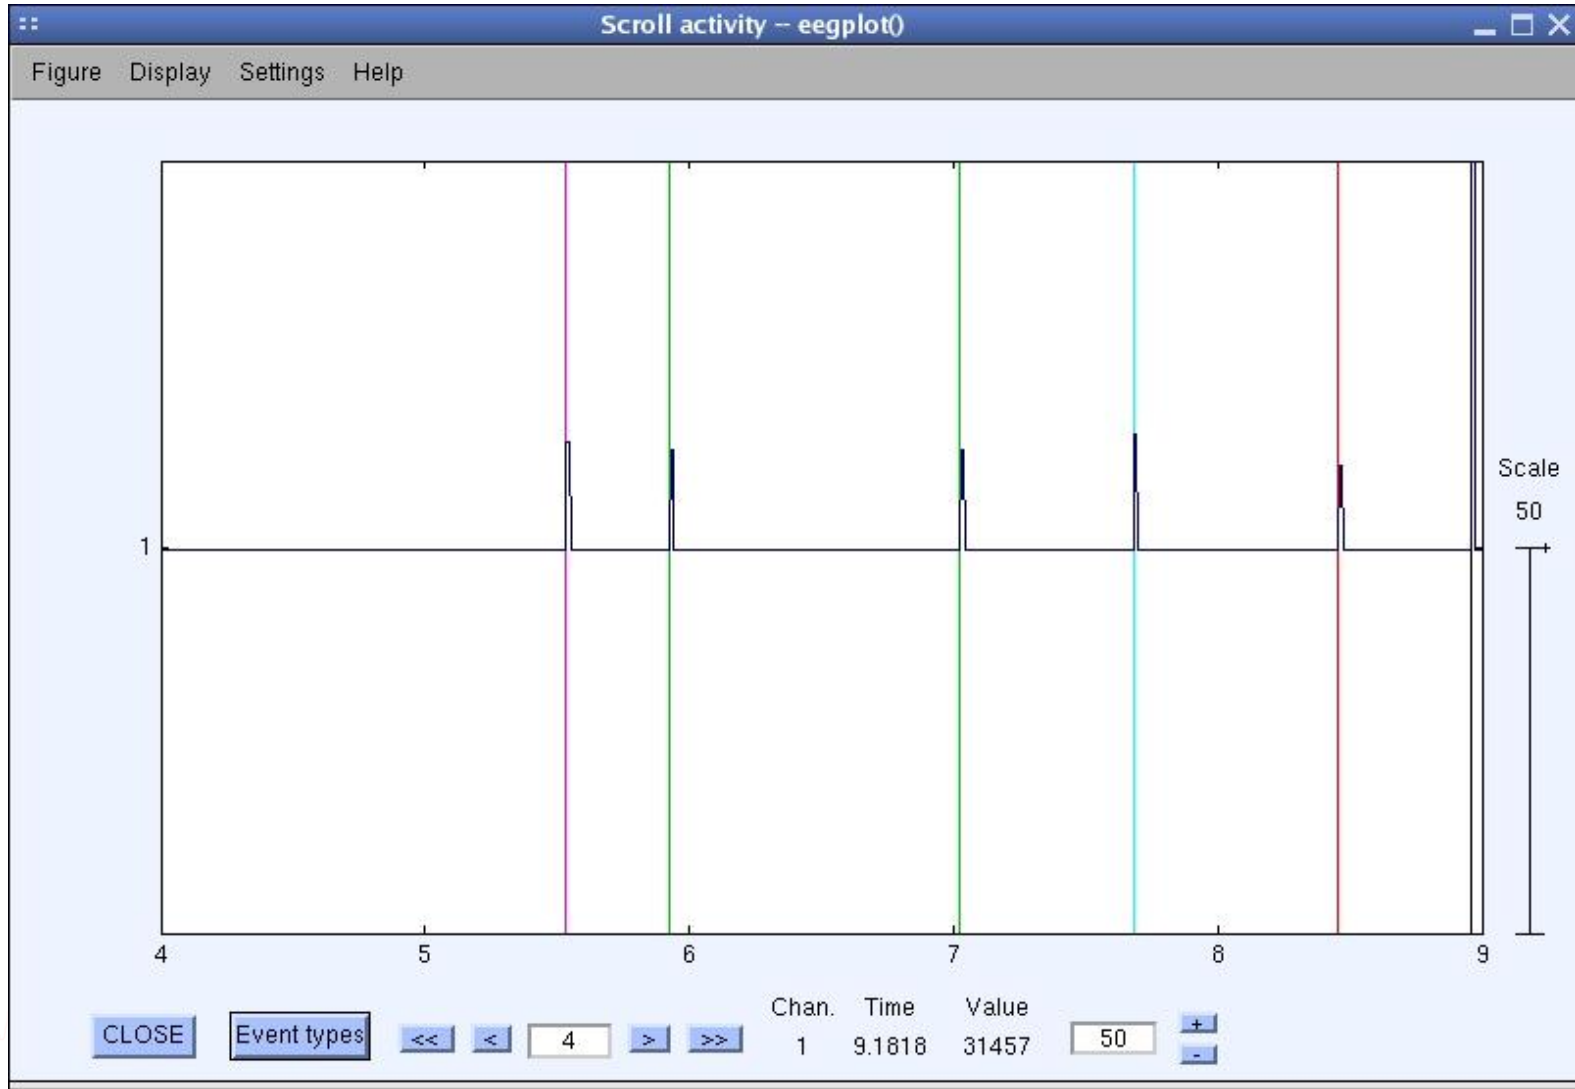 Scroll activity -- eegplot()
Figure Display Settings Help
Scale
50
1
4 5 6 7 8 9
Chan. Time Value
CLOSE Event types << < 4 > >> 1 9.1818 31457 50 + -